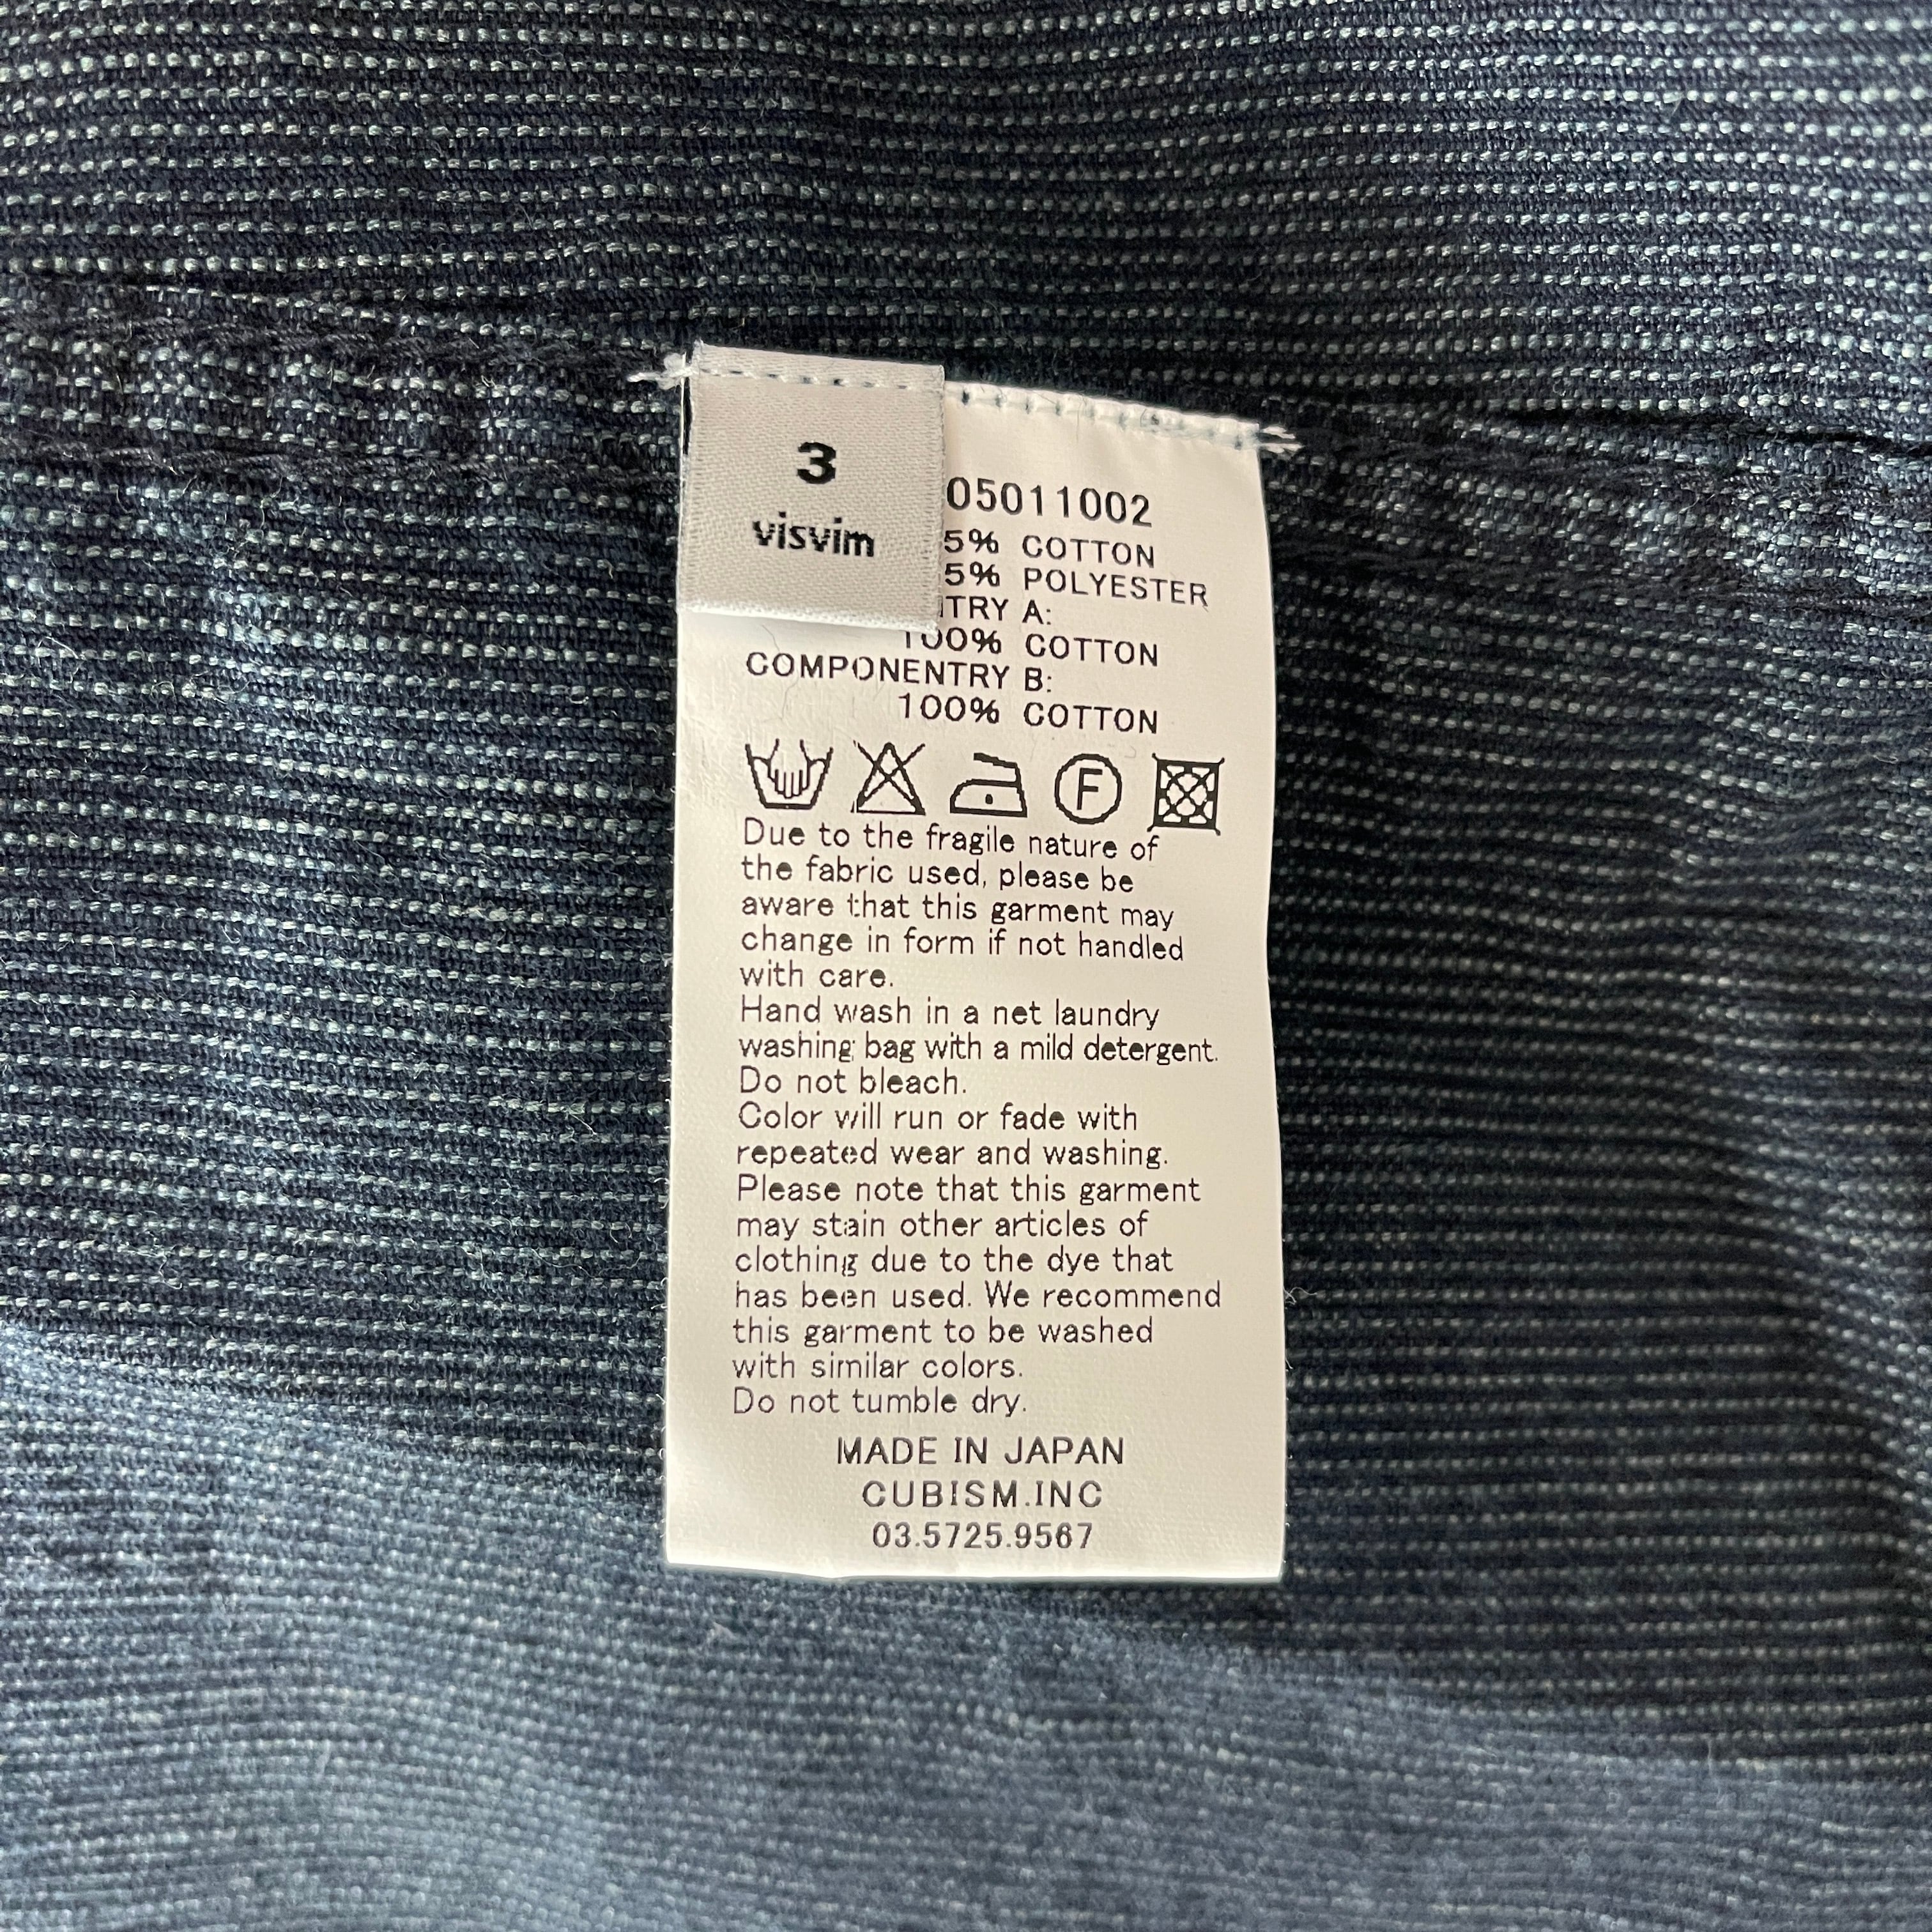 3
visvim
05011002
5% COTTON
5% POLYESTER
TRY A:
100% COTTON
COMPONENTRY B:
100% COTTON
F
Due to the fragile nature of
the fabric used, please be
aware that this garment may
change in form if not handled
with care.
Hand wash in a net laundry
washing bag with a mild detergent.
Do not bleach.
Color will run or fade with
repeated wear and washing.
Please note that this garment
may stain other articles of
clothing due to the dye that
has been used. We recommend
this garment to be washed
with similar colors.
Do not tumble dry.
MADE IN JAPAN
CUBISM.INC
03.5725.9567